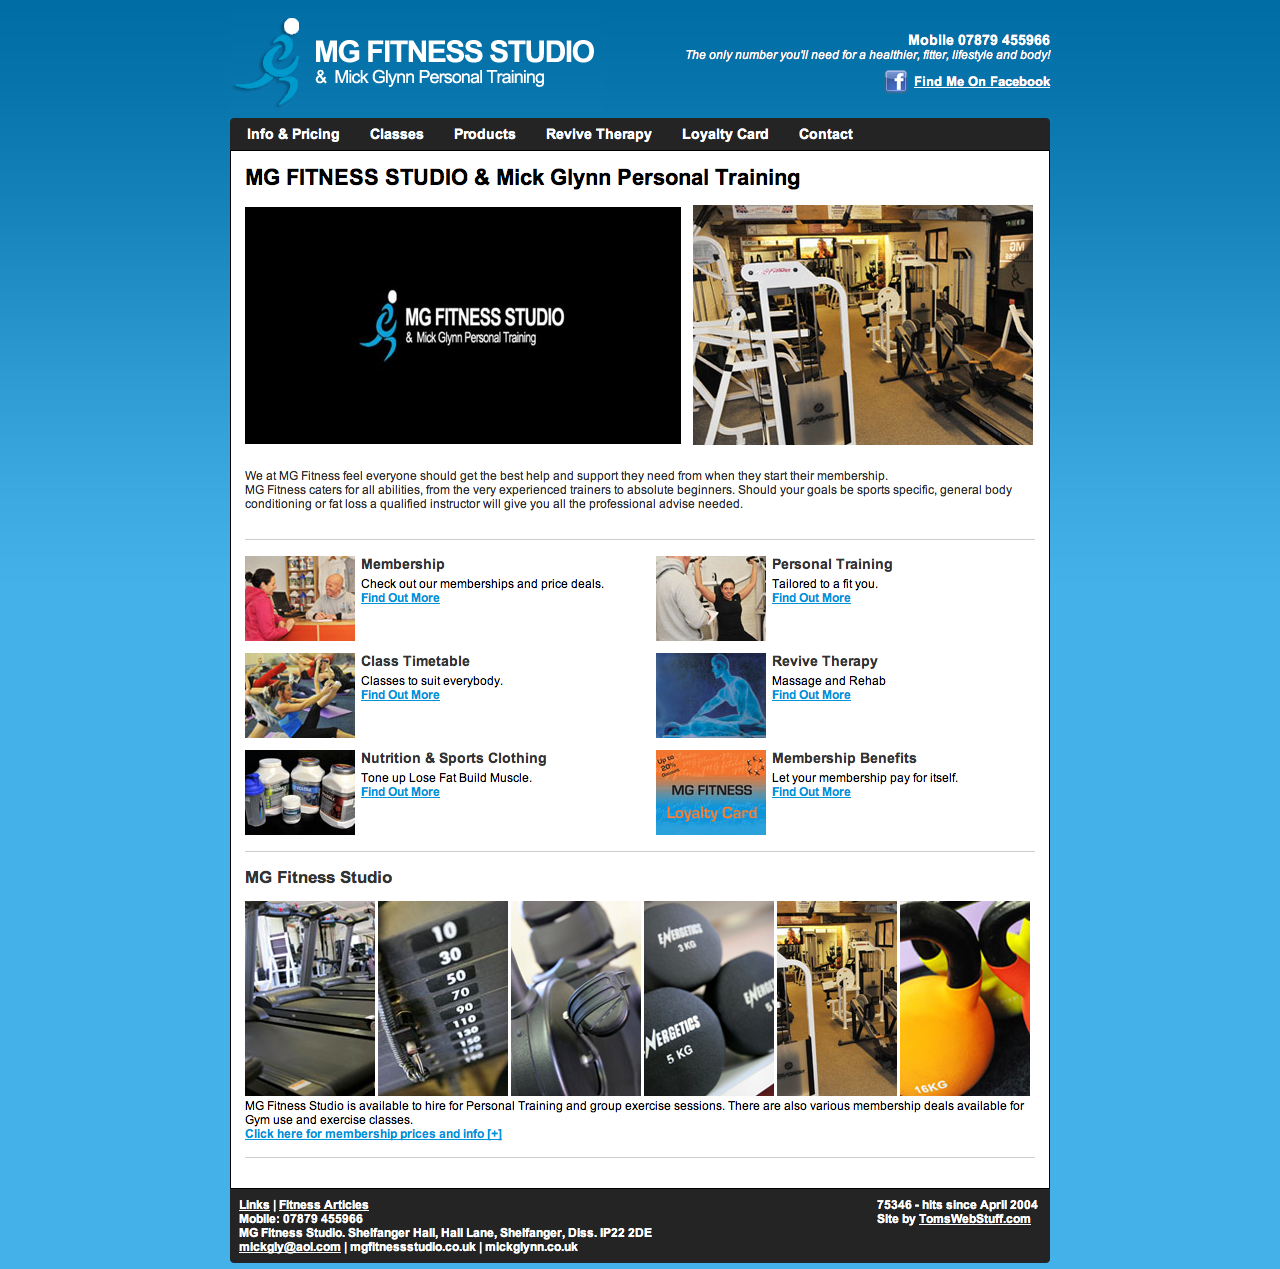 MG FITNESS STUDIO
& Mick Glynn Personal Training
Mobile 07879 455966
The only number you'll need for a healthier, fitter, lifestyle and body!
Find Me On Facebook
Info & Pricing Classes Products Revive Therapy Loyalty Card Contact
MG FITNESS STUDIO & Mick Glynn Personal Training
MG FITNESS STUDIO
& Mick Glynn Personal Training
Life Fitness
We at MG Fitness feel everyone should get the best help and support they need from when they start their membership.
MG Fitness caters for all abilities, from the very experienced trainers to absolute beginners. Should your goals be sports specific, general body
conditioning or fat loss a qualified instructor will give you all the professional advise needed.
Membership
Check out our memberships and price deals.
Find Out More
Personal Training
Tailored to a fit you.
Find Out More
Class Timetable
Classes to suit everybody.
Find Out More
Revive Therapy
Massage and Rehab
Find Out More
Nutrition & Sports Clothing
Tone up Lose Fat Build Muscle.
Find Out More
Up to
20%
MG FITNESS
Loyalty Card
Membership Benefits
Let your membership pay for itself.
Find Out More
MG Fitness Studio
10
30
50
70
90
110
130
150
170
ENERGETICS
3 KG
ENERGETICS
5 KG
16KG
MG Fitness Studio is available to hire for Personal Training and group exercise sessions. There are also various membership deals available for
Gym use and exercise classes.
Click here for membership prices and info [+]
Links | Fitness Articles
Mobile: 07879 455966
MG Fitness Studio. Shelfanger Hall, Hall Lane, Shelfanger, Diss. IP22 2DE
mickgly@aol.com | mgfitnessstudio.co.uk | mickglynn.co.uk
75346 - hits since April 2004
Site by TomsWebStuff.com